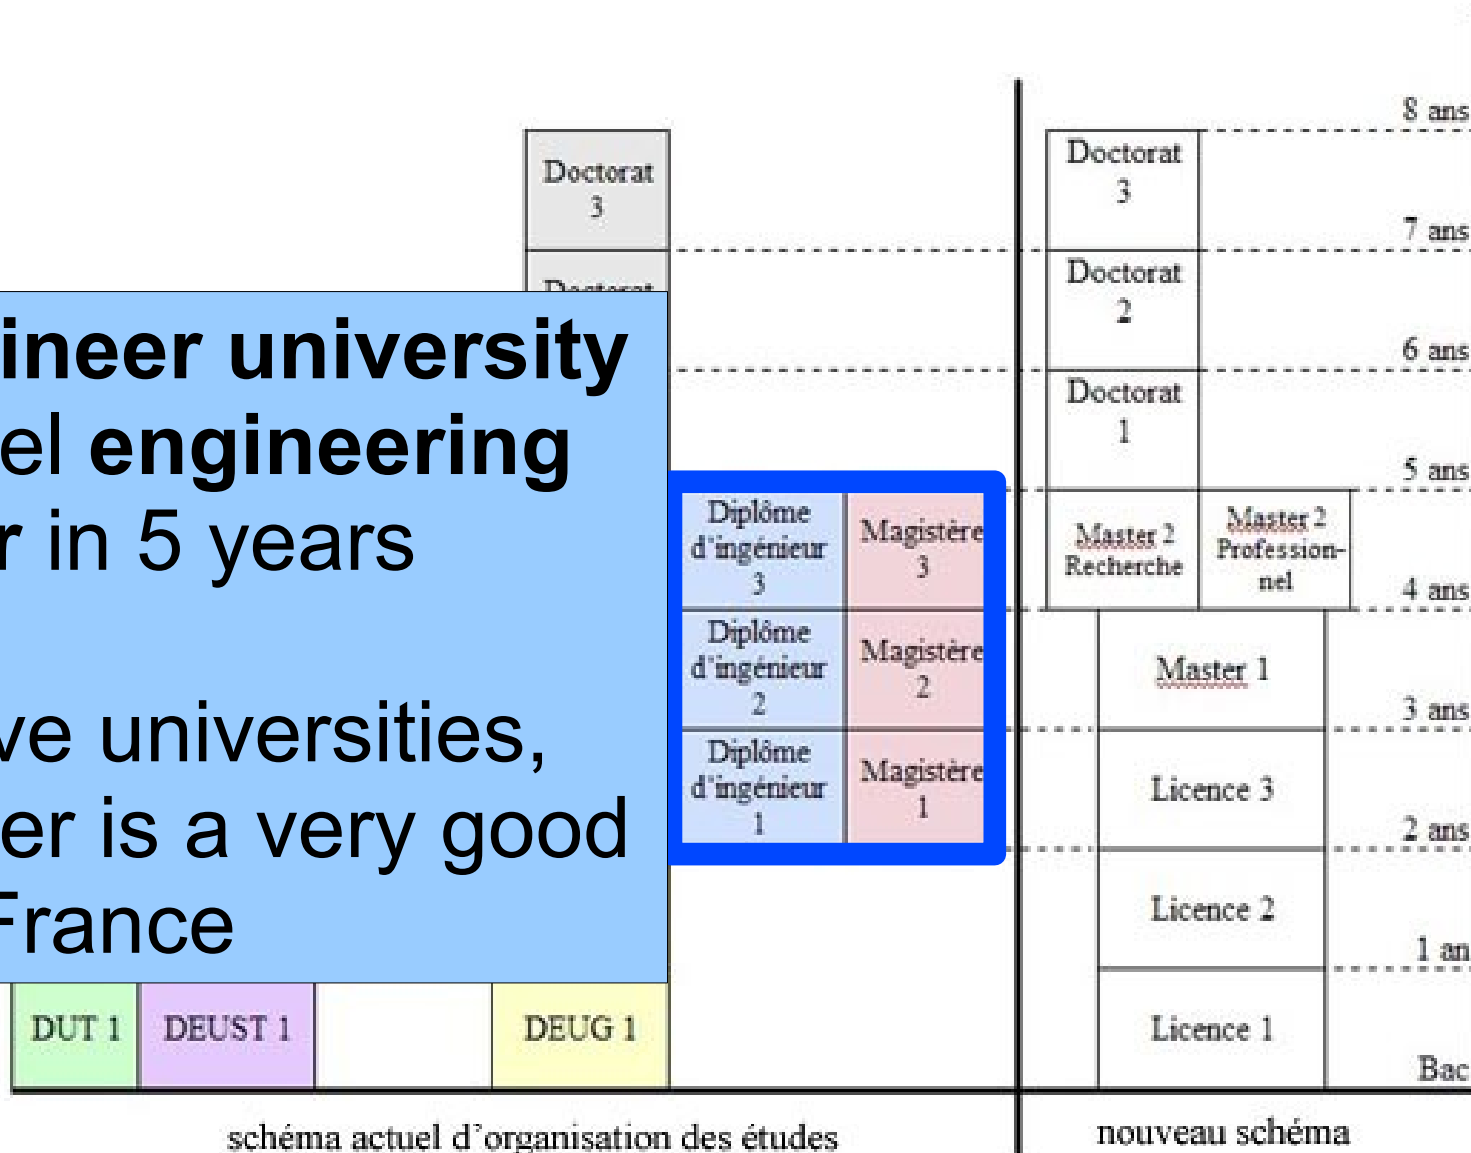 8 ans
Doctorat
3
Doctorat
3
7 ans
Doctorat
2
ineer university
6 ans
el engineering
Doctorat
1
r in 5 years
5 ans
Diplôme
d'ingénieur
3
Magistère
3
Master 2
Recherche
Master 2
Profession-
nel
4 ans
Diplôme
d'ingénieur
2
Magistère
2
Master 1
ve universities,
3 ans
Diplôme
d'ingénieur
1
Magistère
1
Licence 3
er is a very good
2 ans
France
Licence 2
1 an
DUT 1
DEUST 1
DEUG 1
Licence 1
Bac
schéma actuel d'organisation des études
nouveau schéma